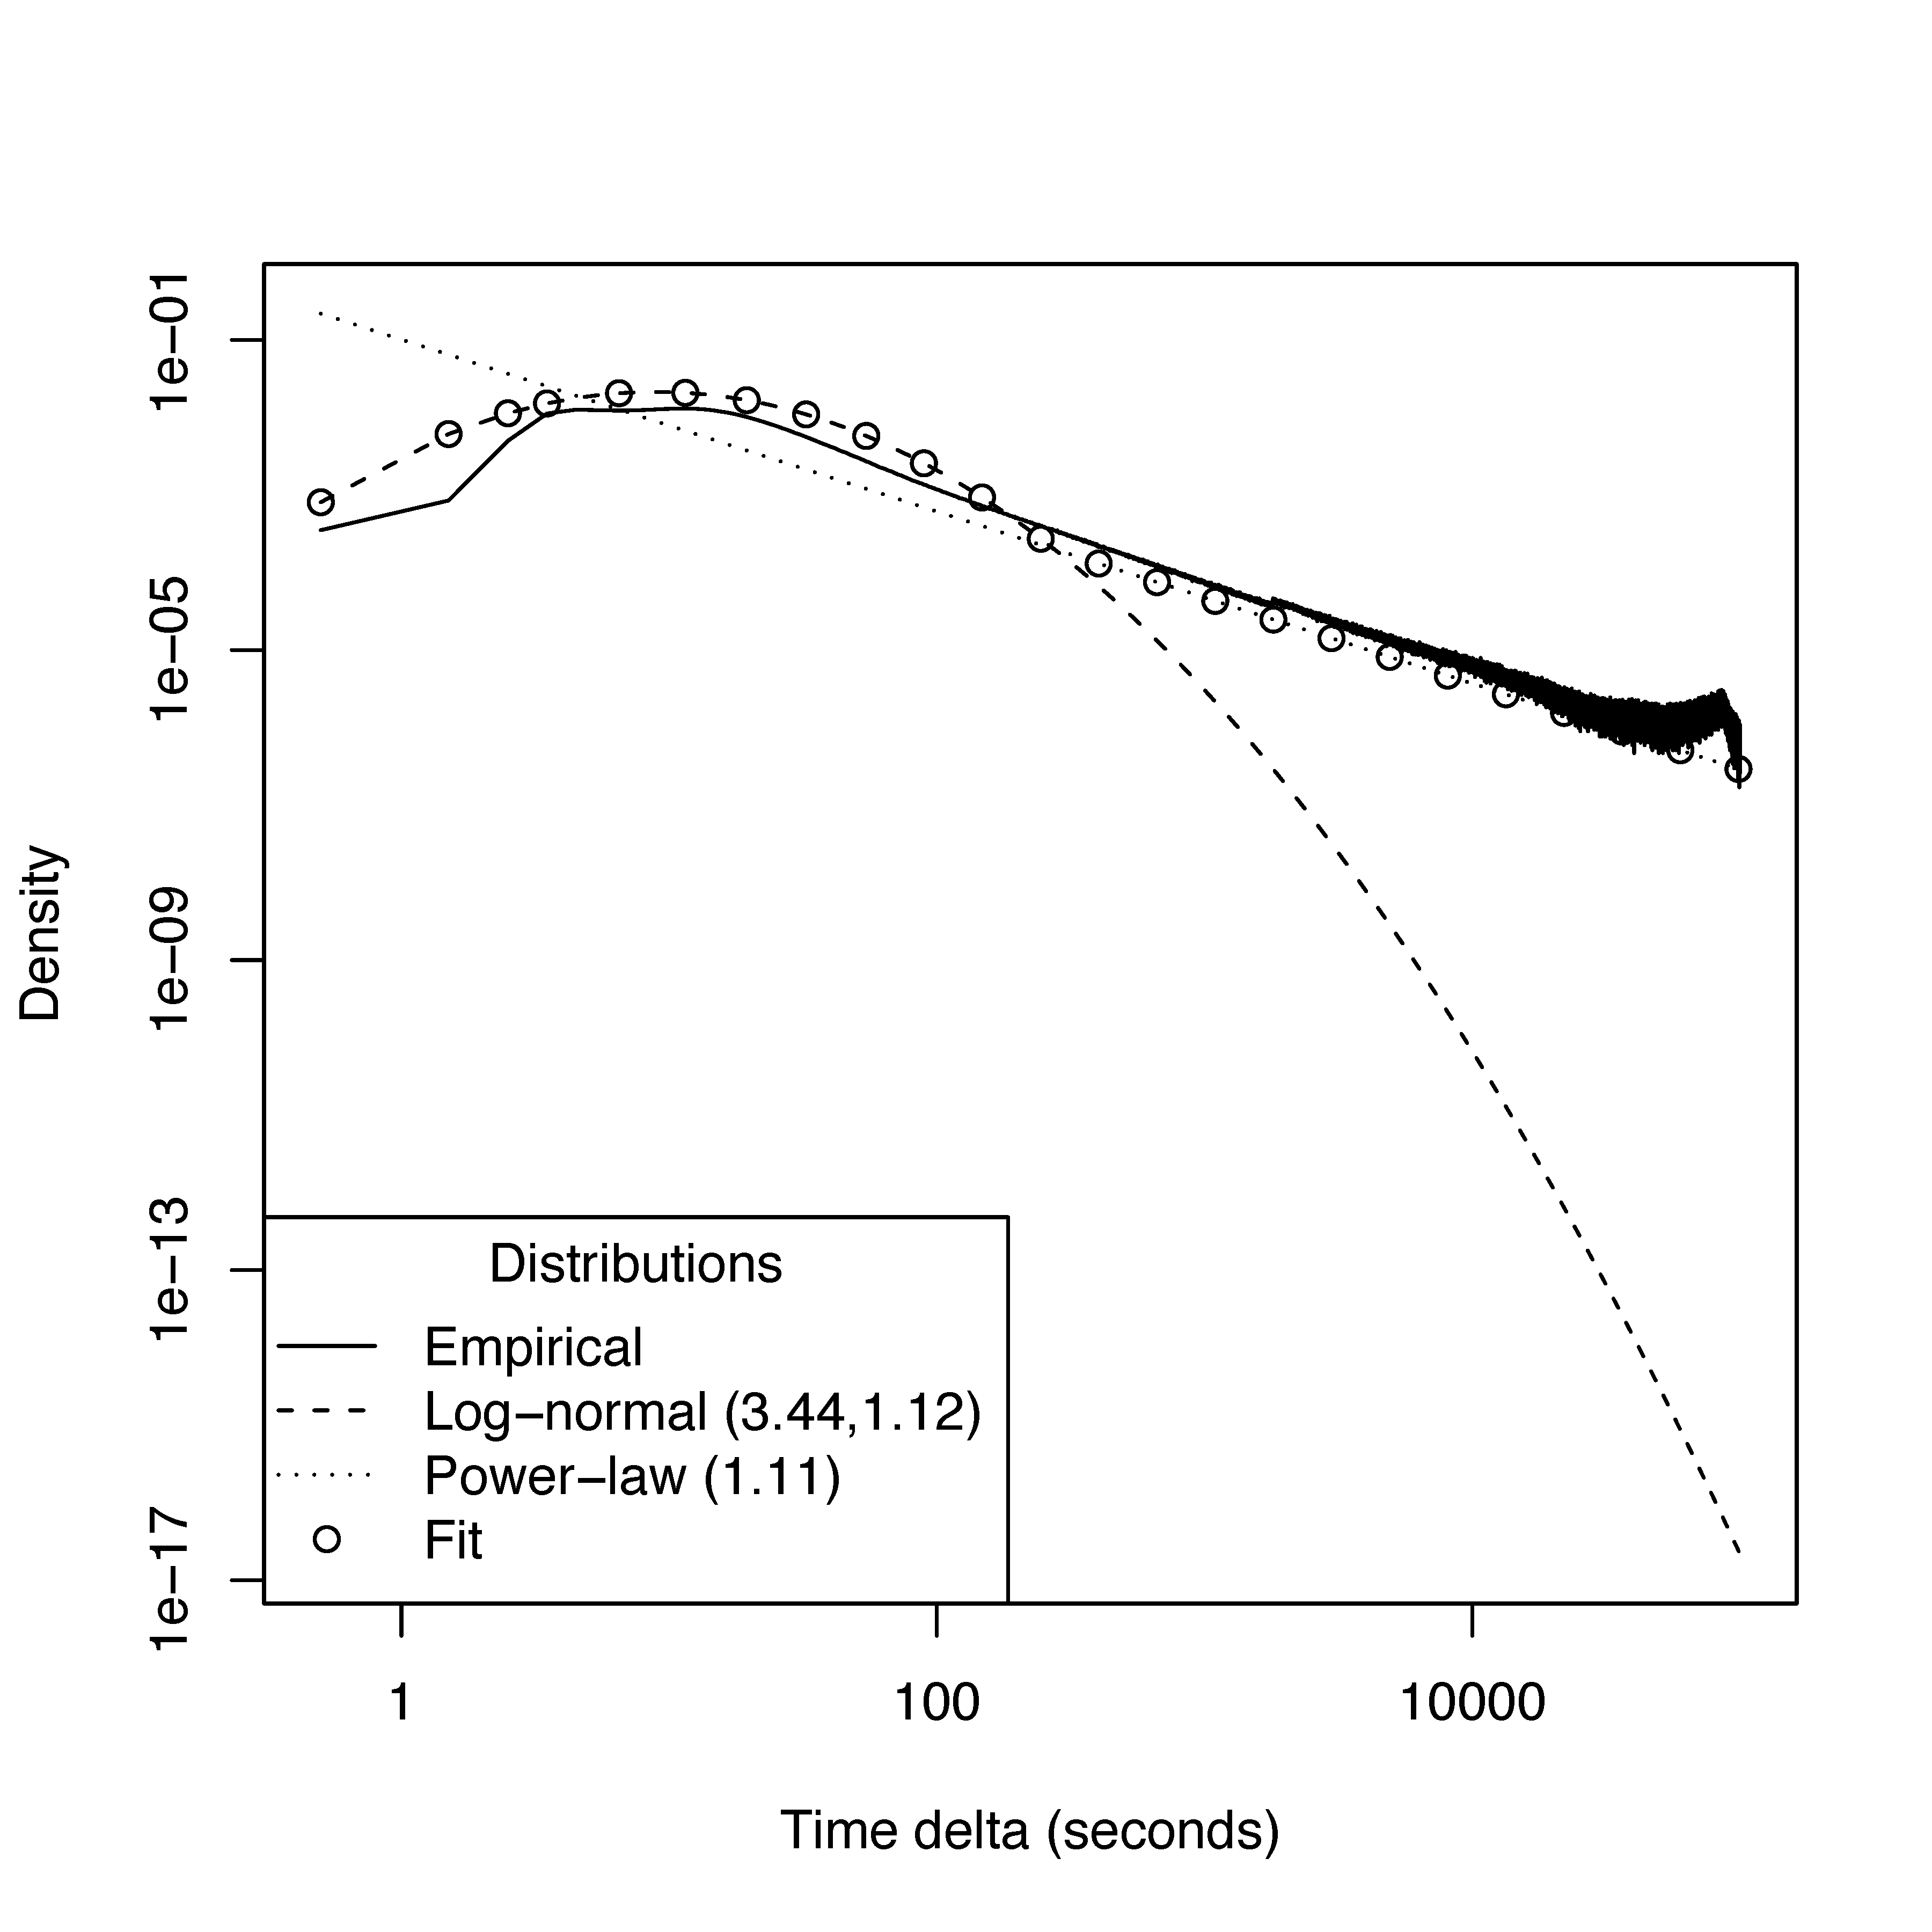 1e−01
1e−05
1e−09
1e−13
1e−17
Density
Distributions
Empirical
Log−normal (3.44,1.12)
Power−law (1.11)
Fit
1
100
10000
Time delta (seconds)